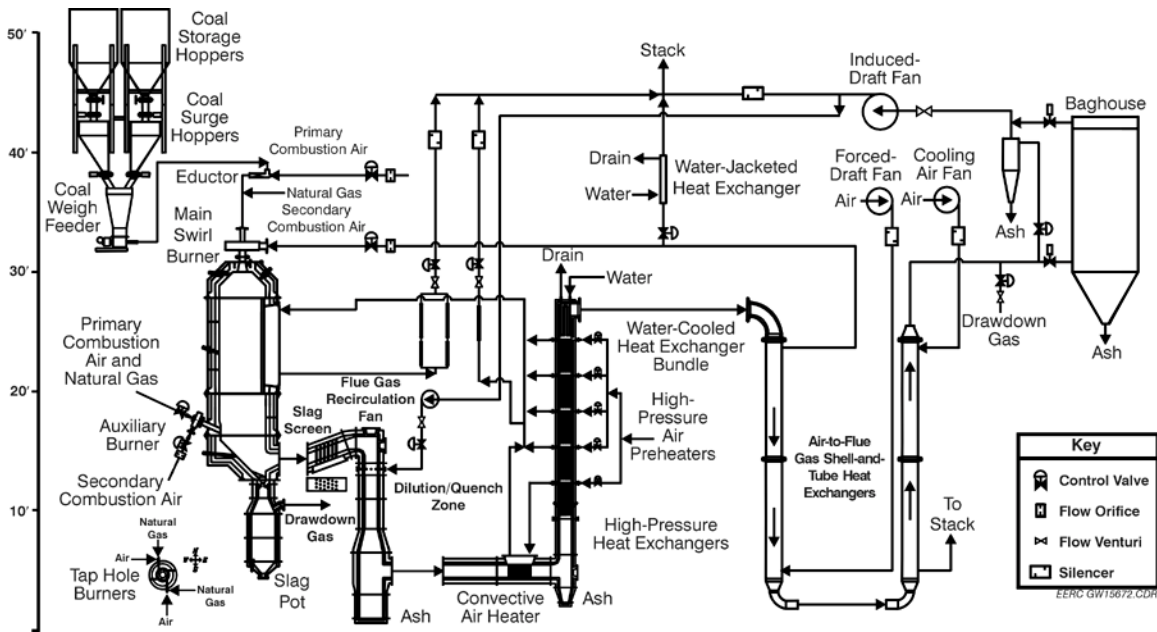 50′
40′
30′
20′
10′
Coal
Storage
Hoppers
Coal
Surge
Hoppers
Coal
Weigh
Feeder
Primary
Combustion Air
Eductor
Natural Gas
Secondary
Combustion Air
Main
Swirl
Burner
Primary
Combustion
Air and
Natural Gas
Auxiliary
Burner
Secondary
Combustion Air
Natural
Gas
Air
Tap Hole
Burners
Natural
Gas
Air
Slag
Pot
Drawdown
Gas
Slag
Screen
Flue Gas
Recirculation
Fan
Dilution/Quench
Zone
Ash
Convective
Air Heater
Ash
Drain
Water
Water-Cooled
Heat Exchanger
Bundle
High-
Pressure
Air
Preheaters
High-Pressure
Heat Exchangers
Stack
Drain
Water
Water-Jacketed
Heat Exchanger
Induced-
Draft Fan
Forced-
Draft Fan
Air
Cooling
Air Fan
Air
Baghouse
Ash
Drawdown
Gas
Ash
Air-to-Flue
Gas Shell-and-
Tube Heat
Exchangers
To
Stack
Key
Control Valve
Flow Orifice
Flow Venturi
Silencer
EERC GW15672.CDR